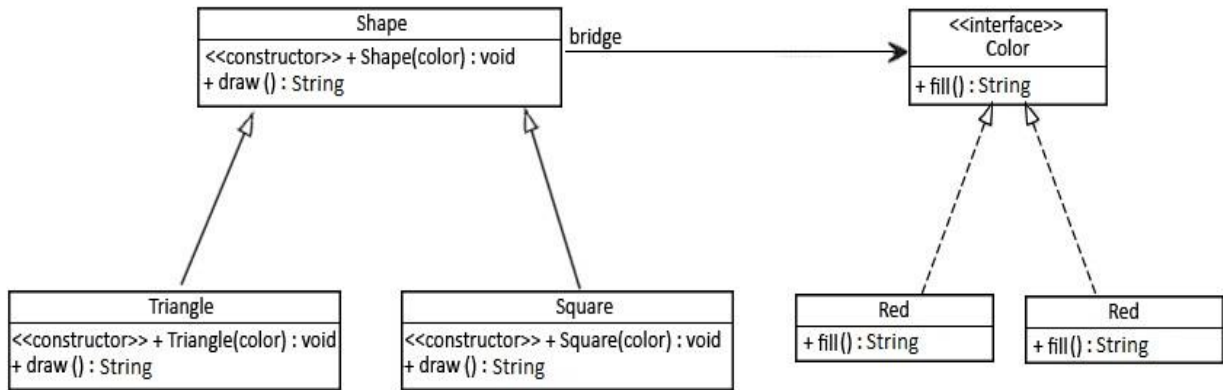 Shape
<<constructor>> + Shape(color) : void
+ draw () : String
bridge
<<interface>>
Color
+ fill() : String
Triangle
<<constructor>> + Triangle(color) : void
+ draw () : String
Square
<<constructor>> + Square(color) : void
+ draw () : String
Red
+ fill() : String
Red
+ fill() : String